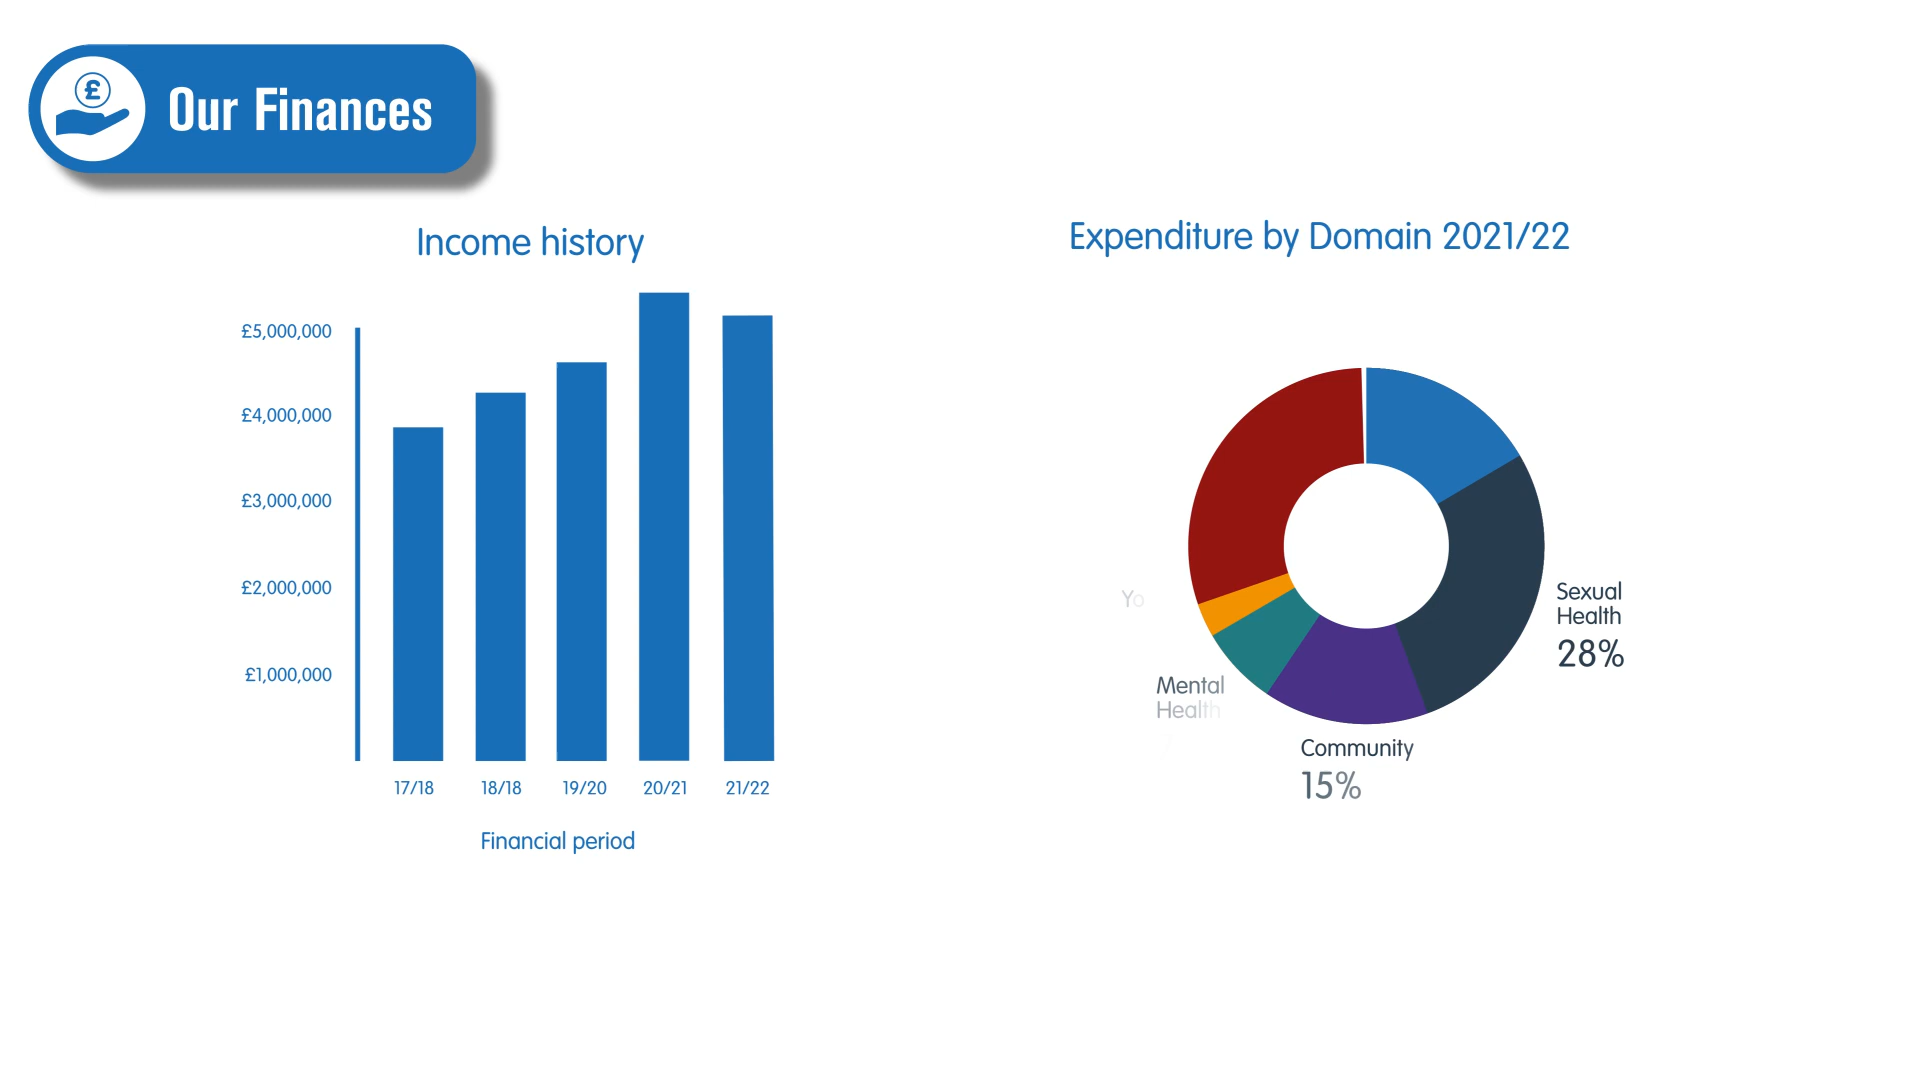 £
Our Finances
Income history
£5,000,000
£4,000,000
£3,000,000
£2,000,000
£1,000,000
17/18
18/18
19/20
20/21
21/22
Financial period
Expenditure by Domain 2021/22
Sexual
Health
28%
Community
15%
Mental
Health
Yo